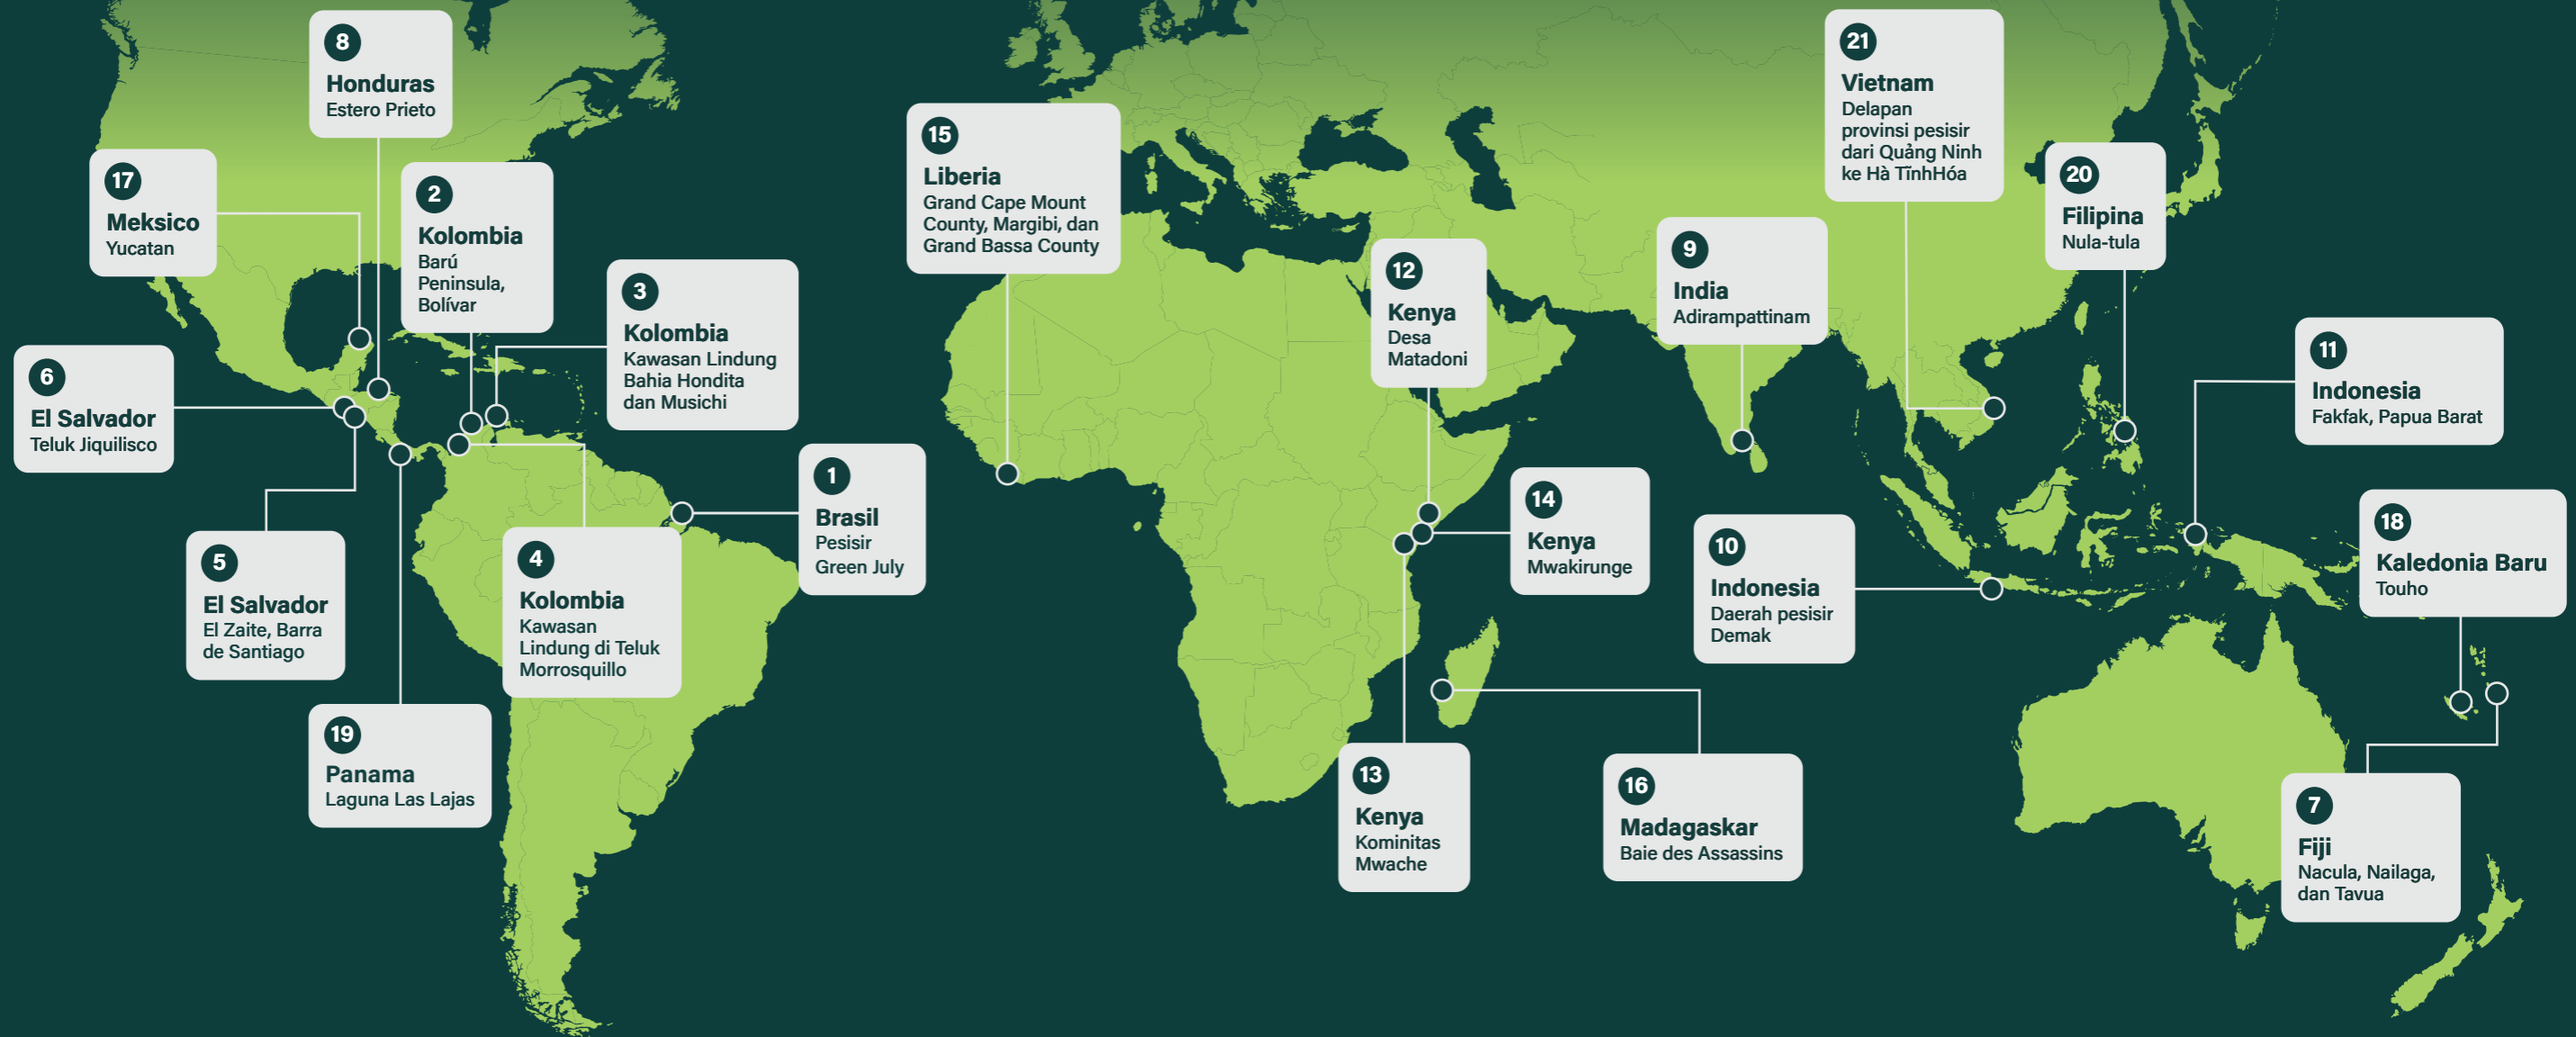 8
Honduras
Estero Prieto
17
Meksico
Yucatan
2
Kolombia
Barú
Peninsula,
Bolívar
3
Kolombia
Kawasan Lindung
Bahia Hondita
dan Musichi
6
El Salvador
Teluk Jiquilisco
1
Brasil
Pesisir
Green July
5
El Salvador
El Zaite, Barra
de Santiago
4
Kolombia
Kawasan
Lindung di Teluk
Morrosquillo
19
Panama
Laguna Las Lajas
15
Liberia
Grand Cape Mount
County, Margibi, dan
Grand Bassa County
12
Kenya
Desa
Matadoni
14
Kenya
Mwakirunge
13
Kenya
Kominitas
Mwache
16
Madagaskar
Baie des Assassins
9
India
Adirampattinam
21
Vietnam
Delapan
provinsi pesisir
dari Quảng Ninh
ke Hà TĩnhHóa
20
Filipina
Nula-tula
11
Indonesia
Fakfak, Papua Barat
10
Indonesia
Daerah pesisir
Demak
18
Kaledonia Baru
Touho
7
Fiji
Nacula, Nailaga,
dan Tavua